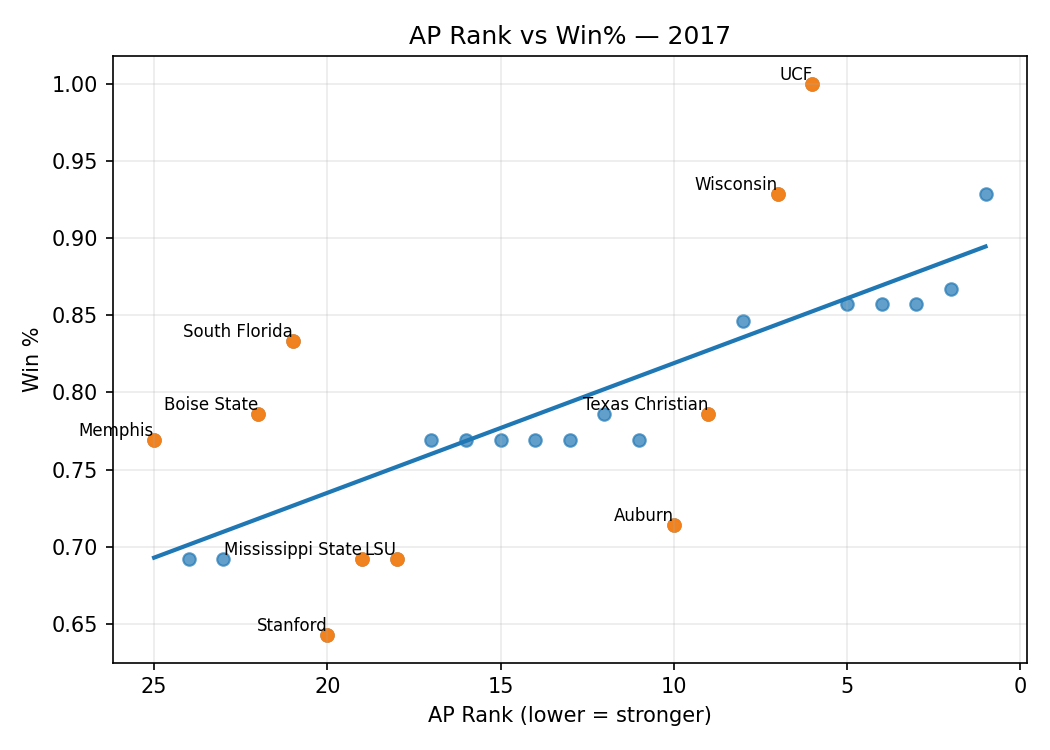 AP Rank vs Win% — 2017
UCF
1.00
0.95
Wisconsin
0.90
0.85
South Florida
Win %
0.80
Boise State
Texas Christian
Memphis
0.75
Auburn
0.70
Mississippi State
LSU
0.65
Stanford
25
20
15
10
5
0
AP Rank (lower = stronger)